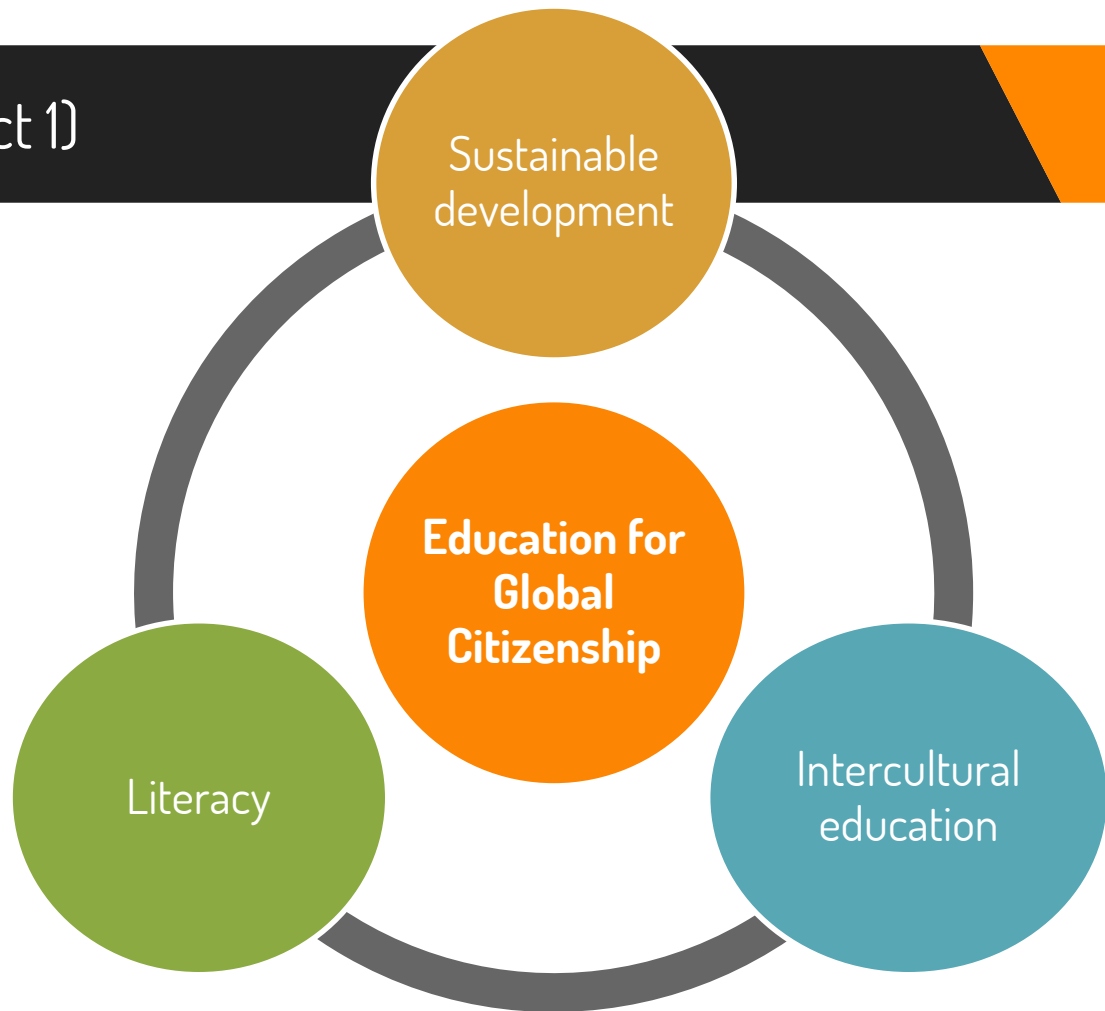 ct 1)
Sustainable
development
Education for
Global
Citizenship
Literacy
Intercultural
education